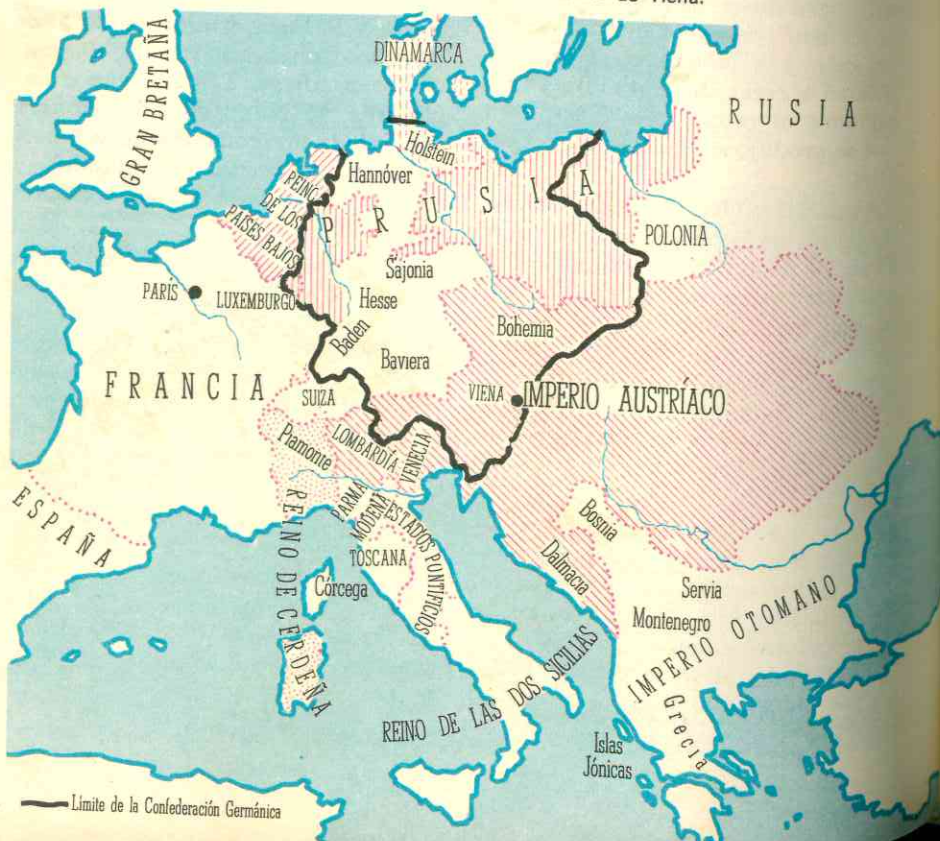 de Viena.
DINAMARCA
GRAN BRETAÑA
RUSIA
Holstein
Hannóver
REINO
DE LOS
PAÍSES BAJOS
PRUSIA
POLONIA
Sajonia
PARÍS
LUXEMBURGO
Hesse
Bohemia
Baden
Baviera
FRANCIA
SUIZA
VIENA
IMPERIO AUSTRÍACO
Piamonte
LOMBARDÍA
VENECIA
PARMA
MODENA
ESTADOS PONTIFICIOS
ESPAÑA
REINO DE CERDEÑA
TOSCANA
Bosnia
Dalmacia
Córcega
Servia
Montenegro
IMPERIO OTOMANO
REINO DE LAS DOS SICILIAS
Grecia
Islas
Jónicas
Límite de la Confederación Germánica